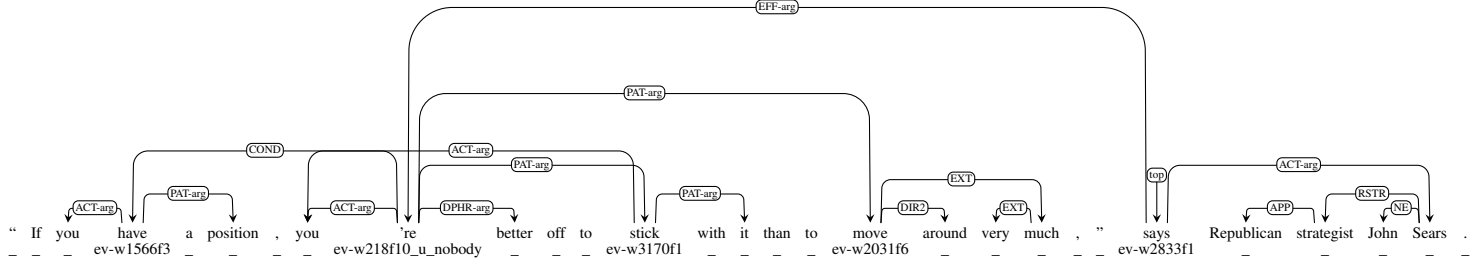 EFF-arg
PAT-arg
COND ACT-arg
PAT-arg ACT-arg
top
EXT
PAT-arg PAT-arg RSTR
ACT-arg ACT-arg DPHR-arg DIR2 EXT APP NE
“ If you have a position , you ’re better off to stick with it than to move around very much , ” says Republican strategist John Sears .
_ _ _ ev-w1566f3 _ _ _ _ ev-w218f10_u_nobody _ _ _ ev-w3170f1 _ _ _ _ ev-w2031f6 _ _ _ _ _ ev-w2833f1 _ _ _ _ _